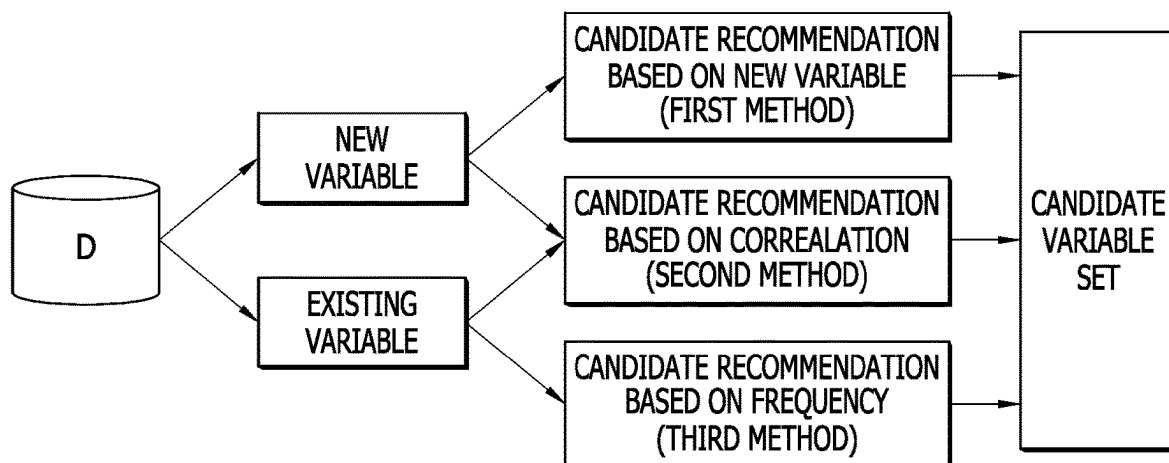 D
NEW
VARIABLE
EXISTING
VARIABLE
CANDIDATE RECOMMENDATION
BASED ON NEW VARIABLE
(FIRST METHOD)
CANDIDATE RECOMMENDATION
BASED ON CORREALATION
(SECOND METHOD)
CANDIDATE RECOMMENDATION
BASED ON FREQUENCY
(THIRD METHOD)
CANDIDATE
VARIABLE
SET